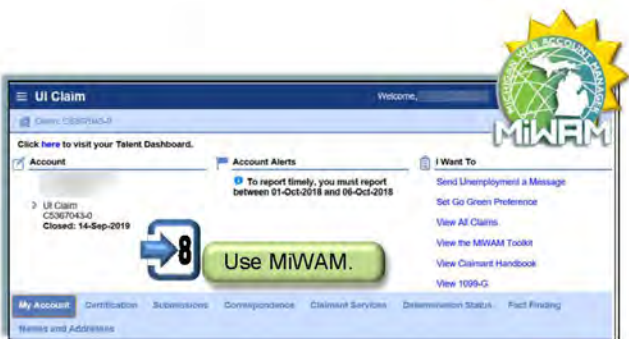 MICHIGAN WEB ACCOUNT MANAGER
MiWAM
UI Claim
Welcome,
Click here to visit your Talent Dashboard.
Account
UI Claim
C5367043-0
Closed: 14-Sep-2019
Account Alerts
To report timely, you must report
between 01-Oct-2018 and 06-Oct-2018
I Want To
Send Unemployment a Message
Set Go Green Preference
View All Claims
View the MiWAM Toolkit
View Claimant Handbook
View 1099-G
8
Use MiWAM.
My Account Certification Submissions Correspondence Claimant Services Determination Status Fact Finding
Names and Addresses